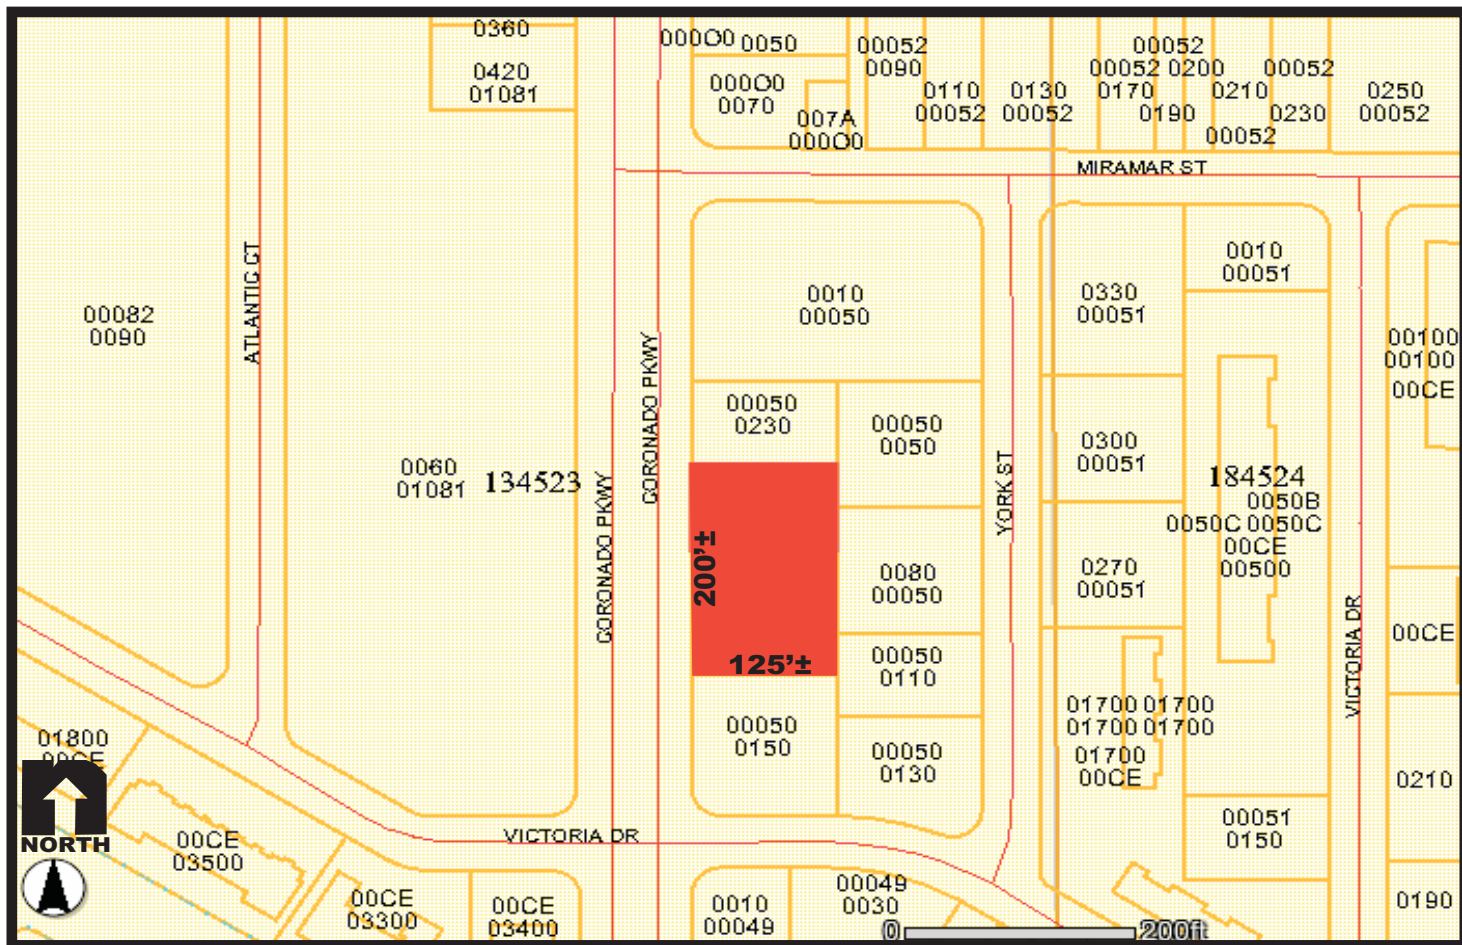 0360
0420
01081
000O0 0050
000O0
0070
007A
000O0
00052
0090
0110
00052
0130
00052
00052
00052 0200
0170
0190
0210
00052
00052
0230
0250
00052
MIRAMAR ST
00082
0090
ATLANTIC CT
0060
01081
134523
CORONADO PKWY
CORONADO PKWY
0010
00050
00050
0230
00050
0050
200'±
125'±
0080
00050
00050
0110
00050
0150
00050
0130
YORK ST
0330
00051
0010
00051
0300
00051
184524
0050B
0050C 0050C
00CE
00500
0270
00051
01700 01700
01700 01700
01700
00CE
VICTORIA DR
00100
00100
00CE
00CE
0210
0190
00051
0150
01800
00CE
NORTH
00CE
03500
VICTORIA DR
00CE
03300
00CE
03400
0010
00049
00049
0030
0 200ft